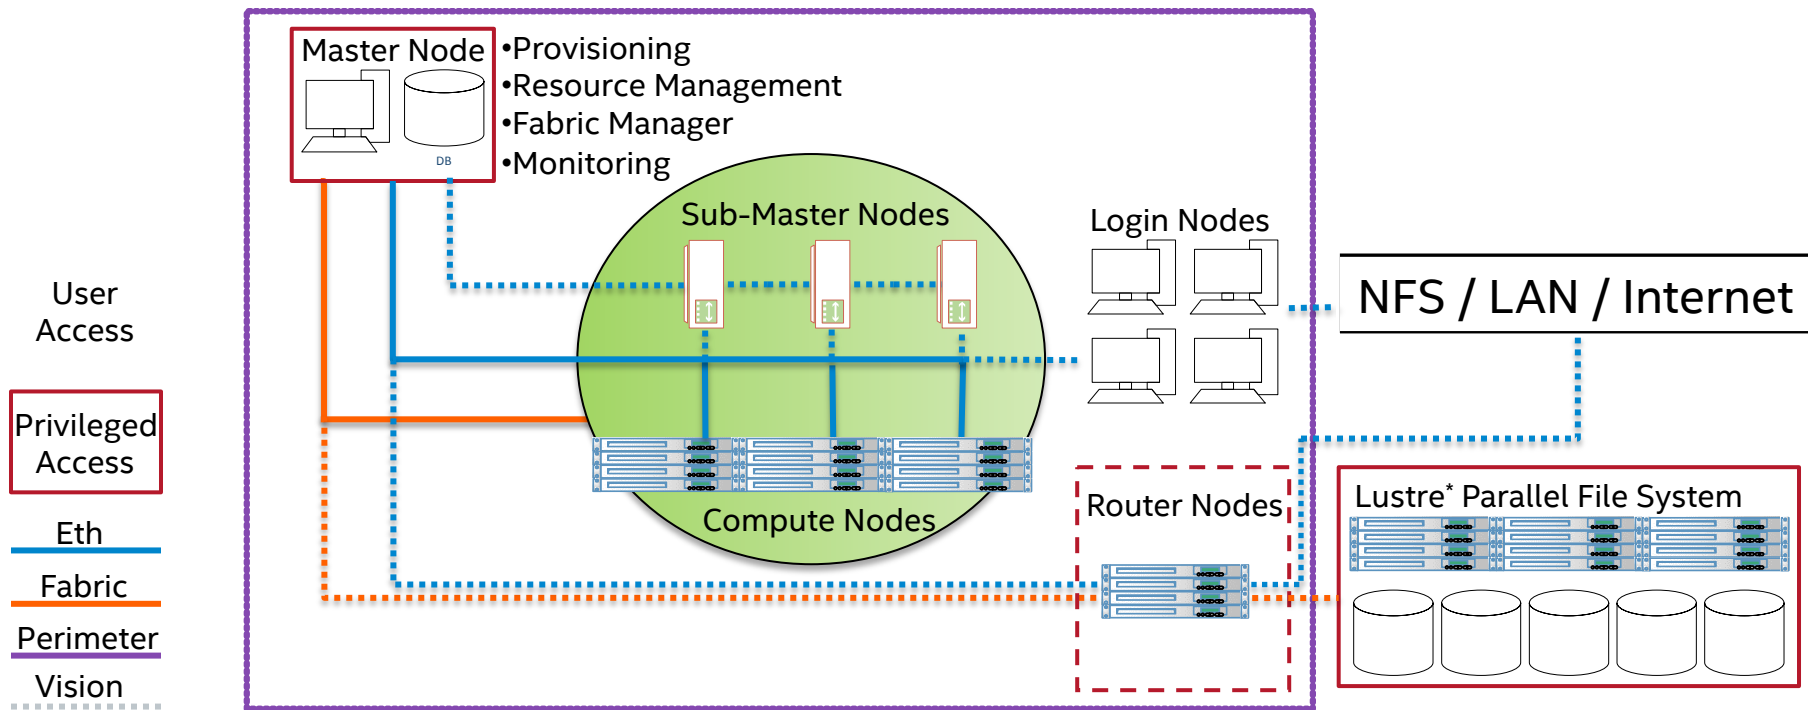 Master Node
•Provisioning
•Resource Management
•Fabric Manager
•Monitoring
DB
Sub-Master Nodes
Login Nodes
NFS / LAN / Internet
User
Access
Privileged
Access
Eth
Fabric
Perimeter
Vision
Compute Nodes
Router Nodes
Lustre* Parallel File System